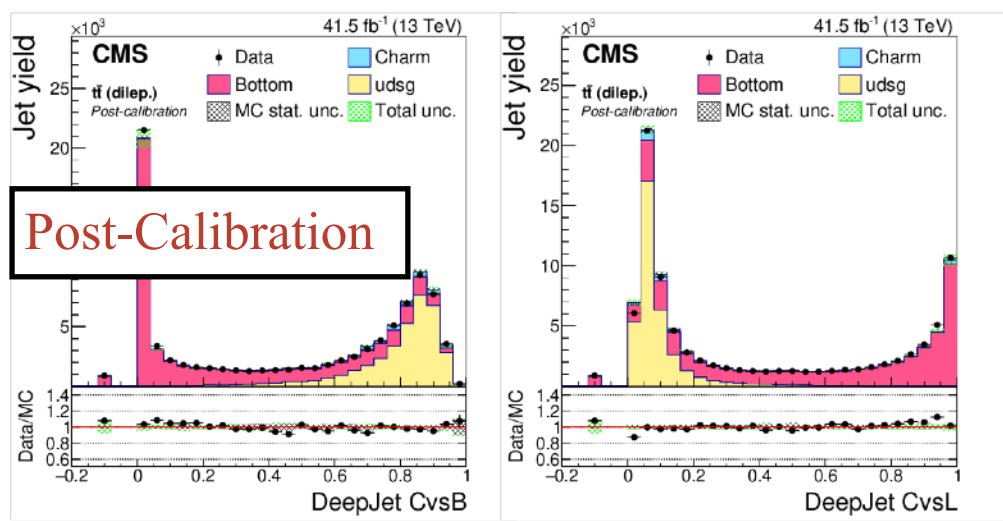 ×10³
41.5 fb⁻¹ (13 TeV)
Jet yield
25
20
5
CMS
tt̄ (dilep.)
Post-calibration
Data
Charm
Bottom
udsg
MC stat. unc.
Total unc.
Post-Calibration
Data/MC
1.4
1.2
1
0.8
0.6
−0.2
0
0.2
0.4
0.6
0.8
1
DeepJet CvsB
×10³
41.5 fb⁻¹ (13 TeV)
Jet yield
25
20
15
10
5
CMS
tt̄ (dilep.)
Post-calibration
Data
Charm
Bottom
udsg
MC stat. unc.
Total unc.
Data/MC
1.4
1.2
1
0.8
0.6
−0.2
0
0.2
0.4
0.6
0.8
1
DeepJet CvsL